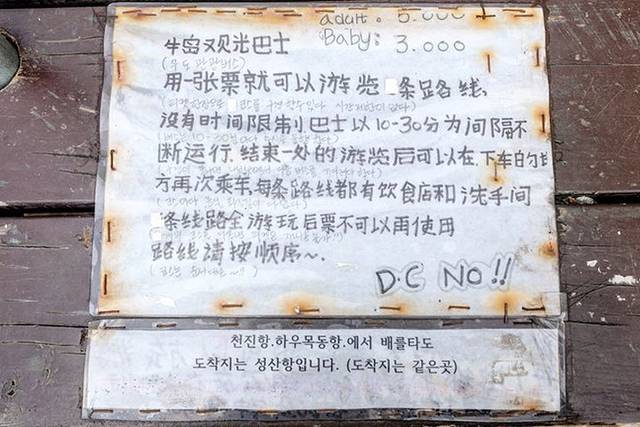 adult: 5.000
Baby: 3.000
牛岛观光巴士
(우도 관광버스)
用一张票就可以游览 条路线、
没有时间限制巴士以10-30分为间隔不
断运行、结束一处的游览后可以在下车的
方再次乘车、每条路线都有饮食店和洗手间
条线路全游玩后票不可以再使用
路线请按顺序~.
D·C NO!!
천진항.하우목동항.에서 배를타도
도착지는 성산항입니다. (도착지는 같은곳)